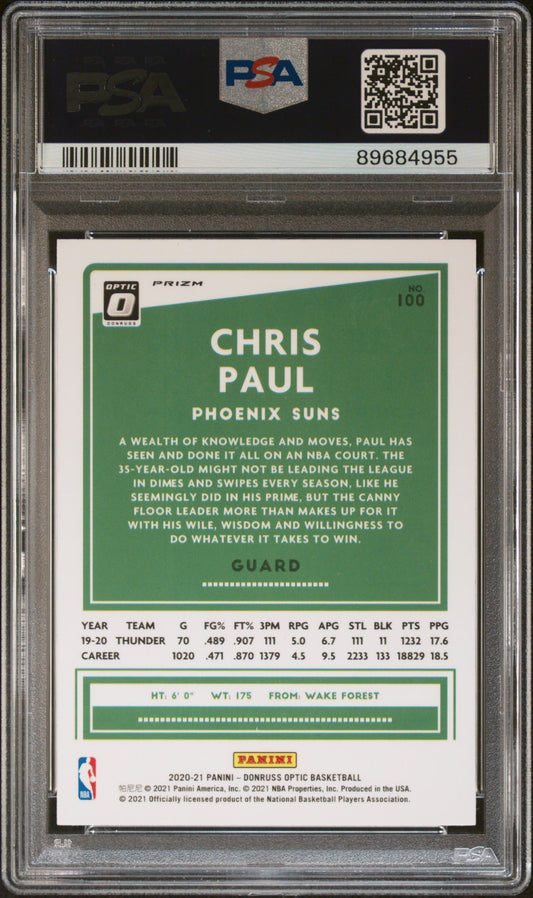 PSA
PSA
89684955
OPTIC
O
DONRUSS
PRIZM
NO.
100
CHRIS
PAUL
PHOENIX SUNS
A WEALTH OF KNOWLEDGE AND MOVES, PAUL HAS
SEEN AND DONE IT ALL ON AN NBA COURT. THE
35-YEAR-OLD MIGHT NOT BE LEADING THE LEAGUE
IN DIMES AND SWIPES EVERY SEASON, LIKE HE
SEEMINGLY DID IN HIS PRIME, BUT THE CANNY
FLOOR LEADER MORE THAN MAKES UP FOR IT
WITH HIS WILE, WISDOM AND WILLINGNESS TO
DO WHATEVER IT TAKES TO WIN.
GUARD
YEAR TEAM G FG% FT% 3PM RPG APG STL BLK PTS PPG
19-20 THUNDER 70 .489 .907 111 5.0 6.7 111 11 1232 17.6
CAREER 1020 .471 .870 1379 4.5 9.5 2233 133 18829 18.5
HT: 6' 0" WT: 175 FROM: WAKE FOREST
PANINI
NBA
2020-21 PANINI – DONRUSS OPTIC BASKETBALL
帕尼尼 © 2021 Panini America, Inc. © 2021 NBA Properties, Inc. Produced in the USA.
© 2021 Officially licensed product of the National Basketball Players Association.
PSA